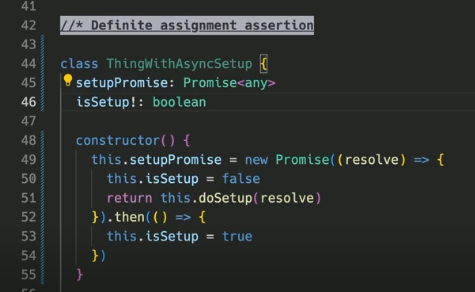 41
42 //* Definite assignment assertion
43
44 class ThingWithAsyncSetup {
45 setupPromise: Promise<any>
46 isSetup!: boolean
47
48 constructor() {
49 this.setupPromise = new Promise((resolve) => {
50 this.isSetup = false
51 return this.doSetup(resolve)
52 }).then(() => {
53 this.isSetup = true
54 })
55 }
56